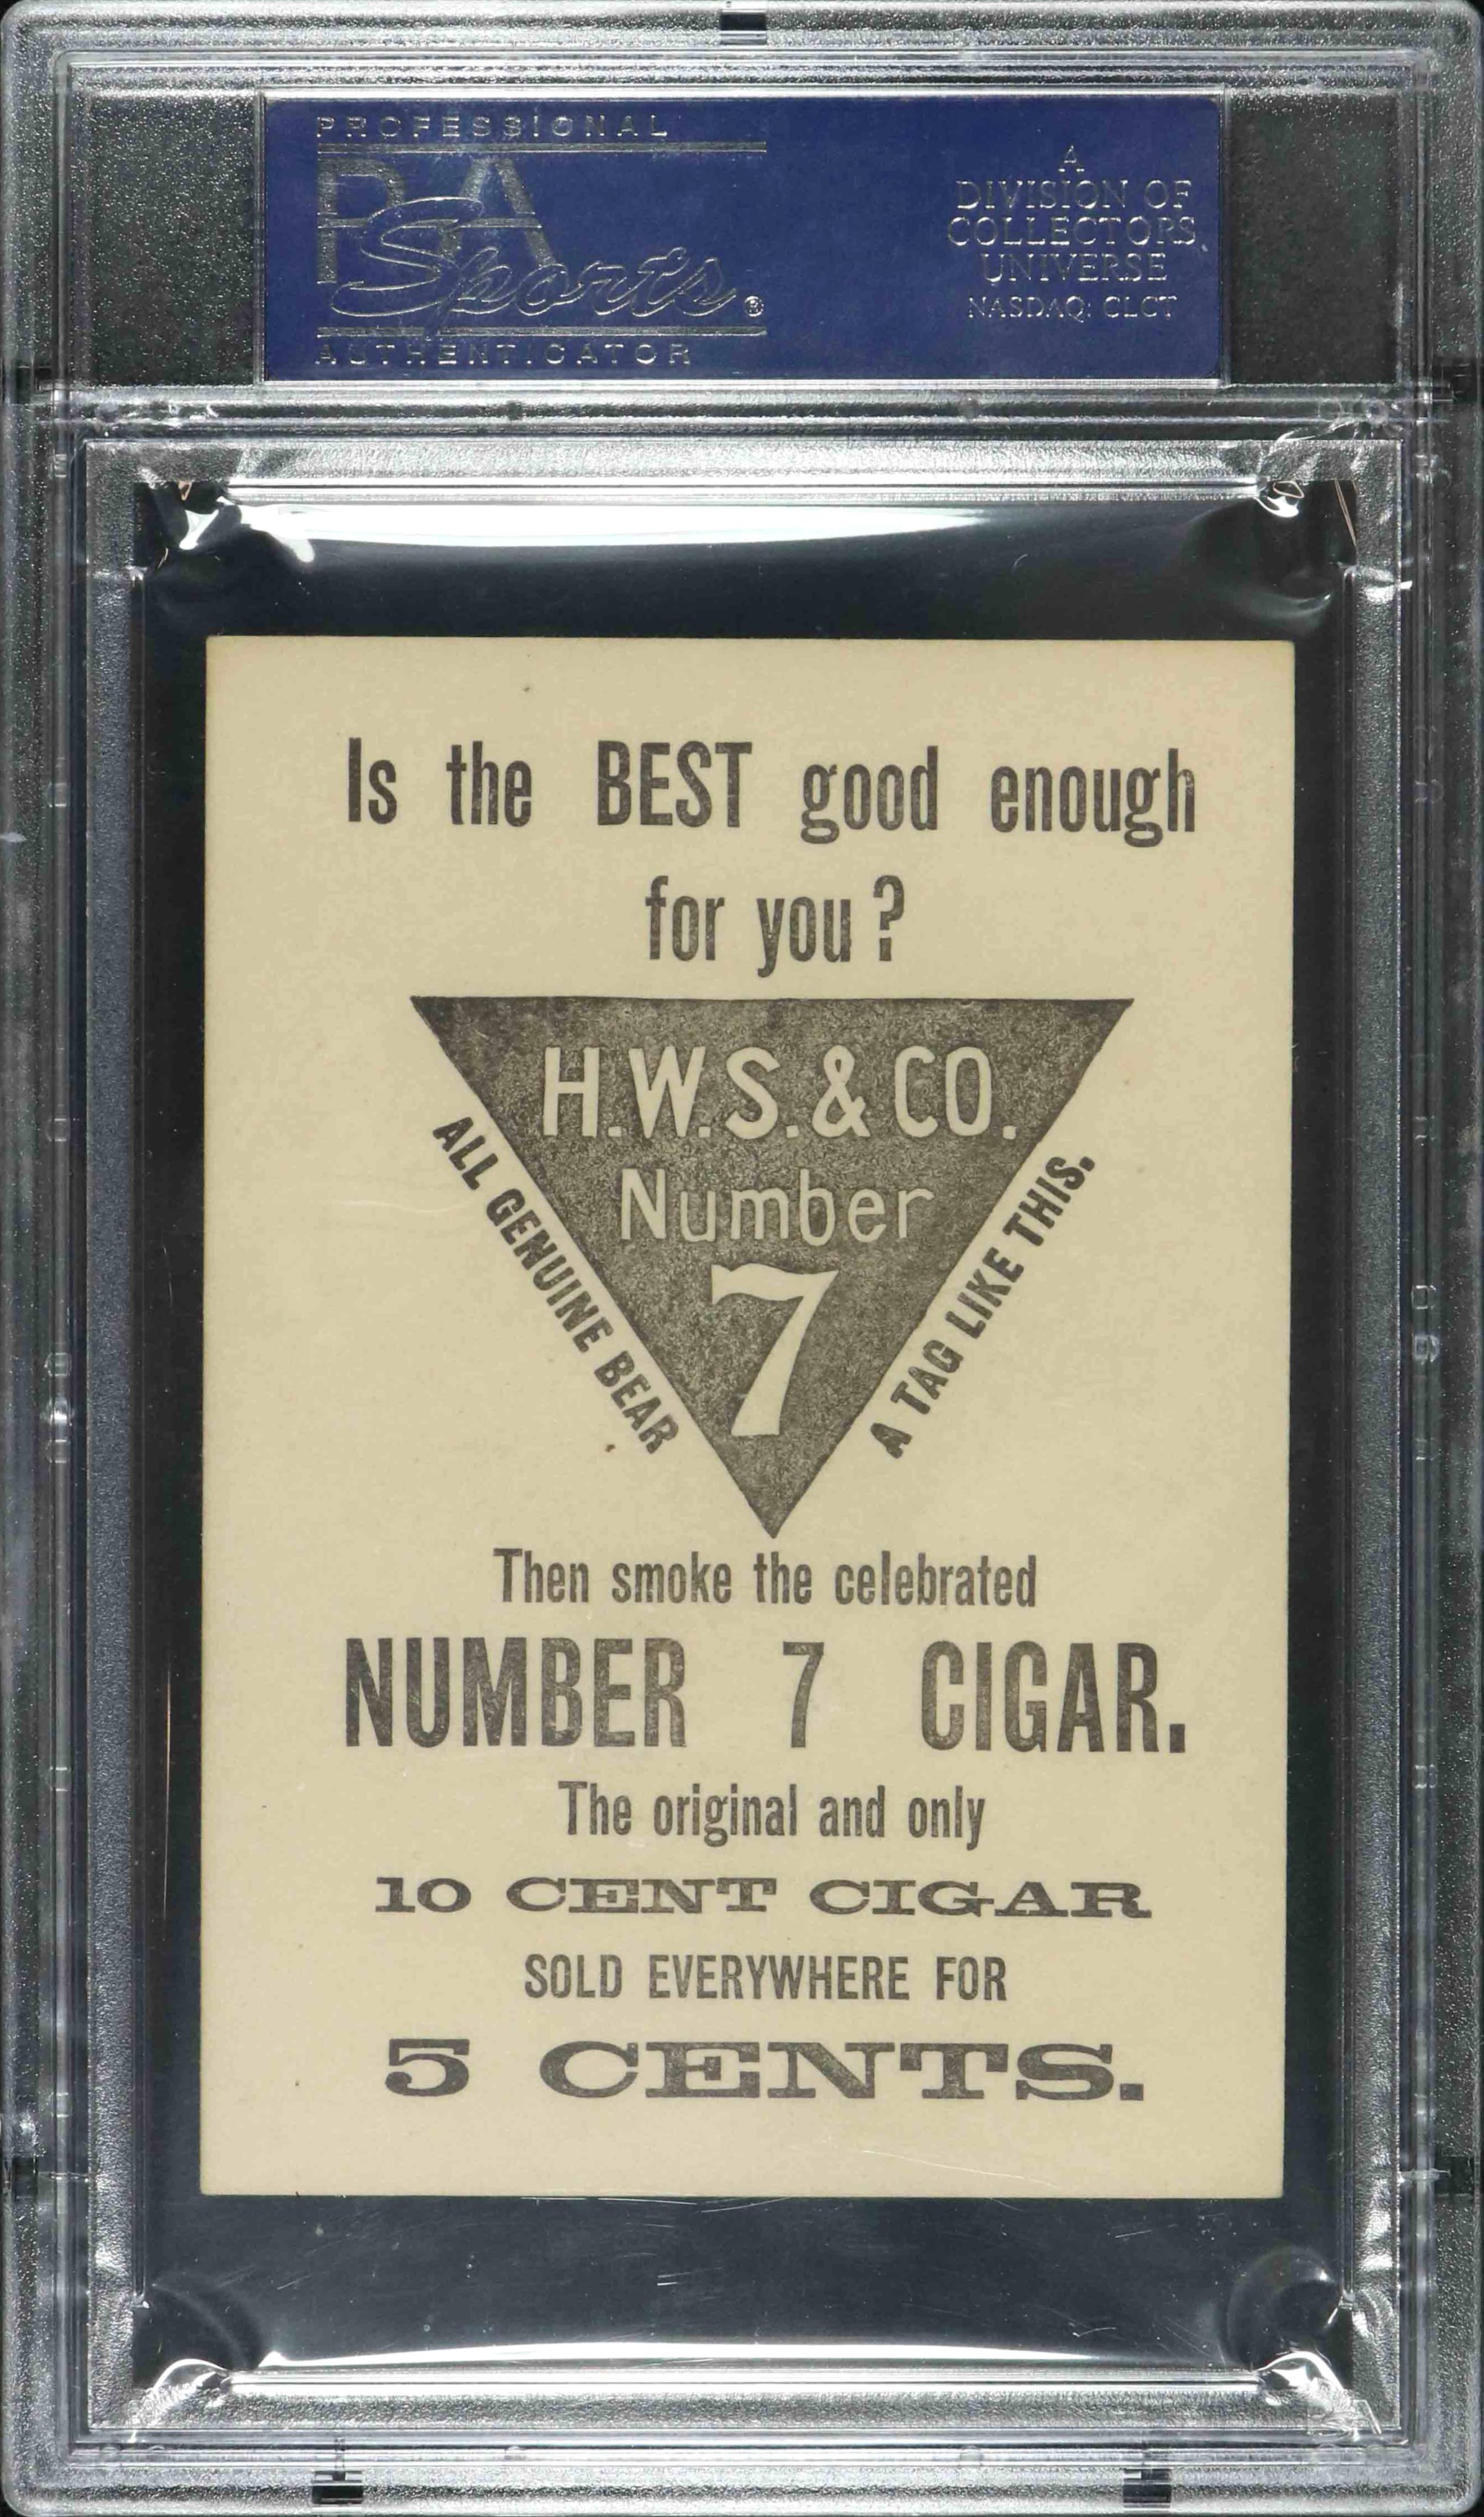 PROFESSIONAL
PSA
Sports®
AUTHENTICATOR
A
DIVISION OF
COLLECTORS
UNIVERSE
NASDAQ: CLCT
Is the BEST good enough
for you?
H.W.S.&CO.
Number
7
ALL GENUINE BEAR
A TAG LIKE THIS.
Then smoke the celebrated
NUMBER 7 CIGAR.
The original and only
10 CENT CIGAR
SOLD EVERYWHERE FOR
5 CENTS.